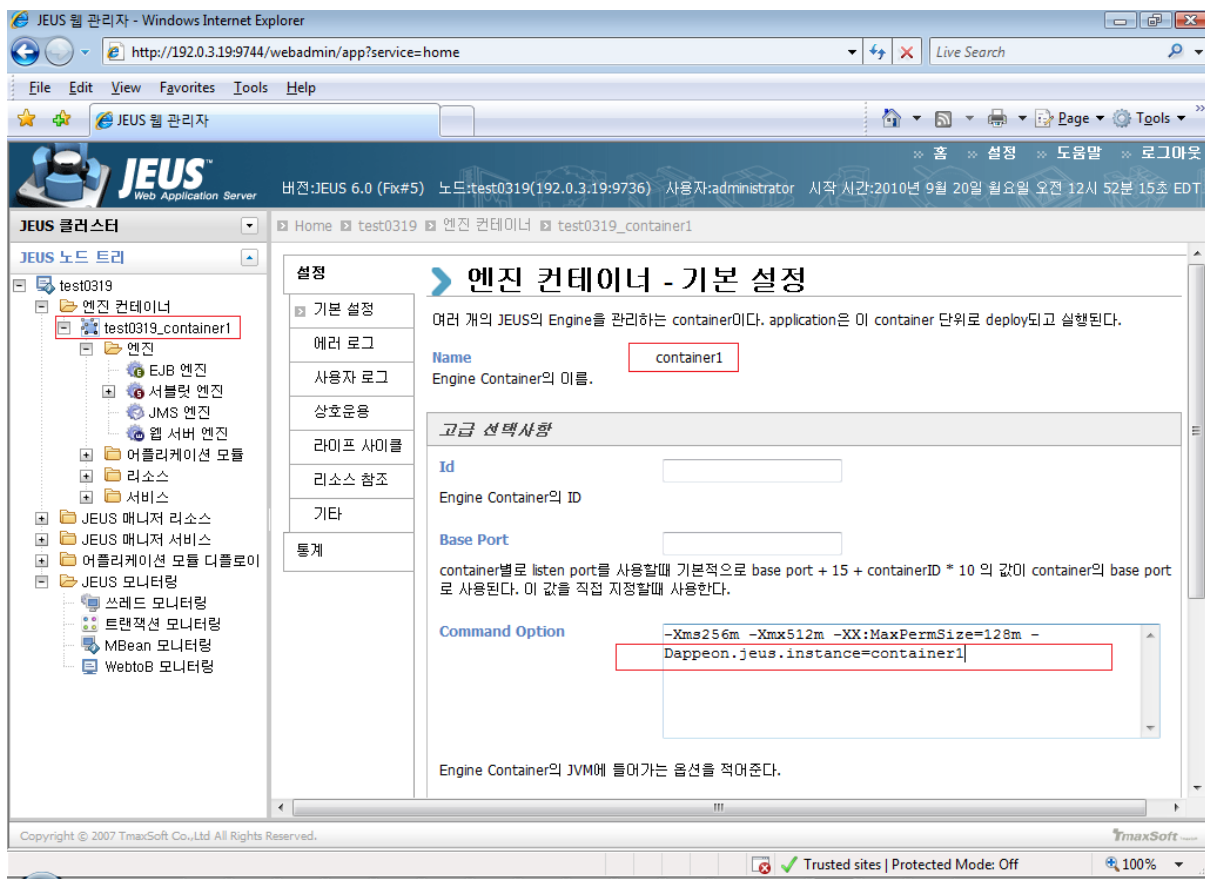 JEUS 웹 관리자 - Windows Internet Explorer
http://192.0.3.19:9744/webadmin/app?service=home
Live Search
File Edit View Favorites Tools Help
JEUS 웹 관리자
Page Tools
JEUS™
Web Application Server
» 홈 » 설정 » 도움말 » 로그아웃
버전:JEUS 6.0 (Fix#5) 노드:test0319(192.0.3.19:9736) 사용자:administrator 시작 시간:2010년 9월 20일 월요일 오전 12시 52분 15초 EDT
JEUS 클러스터
Home test0319 엔진 컨테이너 test0319_container1
JEUS 노드 트리
test0319
엔진 컨테이너
test0319_container1
엔진
EJB 엔진
서블릿 엔진
JMS 엔진
웹 서버 엔진
어플리케이션 모듈
리소스
서비스
JEUS 매니저 리소스
JEUS 매니저 서비스
어플리케이션 모듈 디플로이
JEUS 모니터링
쓰레드 모니터링
트랜잭션 모니터링
MBean 모니터링
WebtoB 모니터링
설정
기본 설정
에러 로그
사용자 로그
상호운용
라이프 사이클
리소스 참조
기타
통계
엔진 컨테이너 - 기본 설정
여러 개의 JEUS의 Engine을 관리하는 container이다. application은 이 container 단위로 deploy되고 실행된다.
Name container1
Engine Container의 이름.
고급 선택사항
Id
Engine Container의 ID
Base Port
container별로 listen port를 사용할때 기본적으로 base port + 15 + containerID * 10 의 값이 container의 base port
로 사용된다. 이 값을 직접 지정할때 사용한다.
Command Option
-Xms256m -Xmx512m -XX:MaxPermSize=128m -
Dappeon.jeus.instance=container1
Engine Container의 JVM에 들어가는 옵션을 적어준다.
Copyright © 2007 TmaxSoft Co.,Ltd All Rights Reserved.
TmaxSoft
Trusted sites | Protected Mode: Off
100%